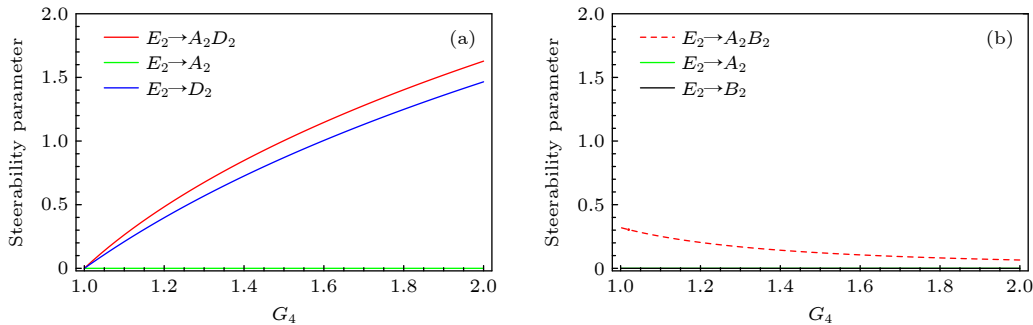 2.0
1.5
1.0
0.5
0
Steerability parameter
E₂→A₂D₂
E₂→A₂
E₂→D₂
(a)
1.0 1.2 1.4 1.6 1.8 2.0
G₄
2.0
1.5
1.0
0.5
0
Steerability parameter
E₂→A₂B₂
E₂→A₂
E₂→B₂
(b)
1.0 1.2 1.4 1.6 1.8 2.0
G₄